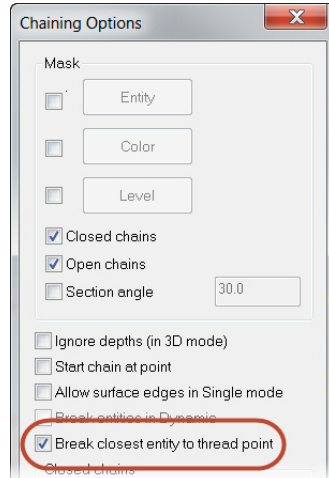 Chaining Options
Mask
Entity
Color
Level
Closed chains
Open chains
Section angle 30.0
Ignore depths (in 3D mode)
Start chain at point
Allow surface edges in Single mode
Break entities in Dynamic
Break closest entity to thread point
Closed chains